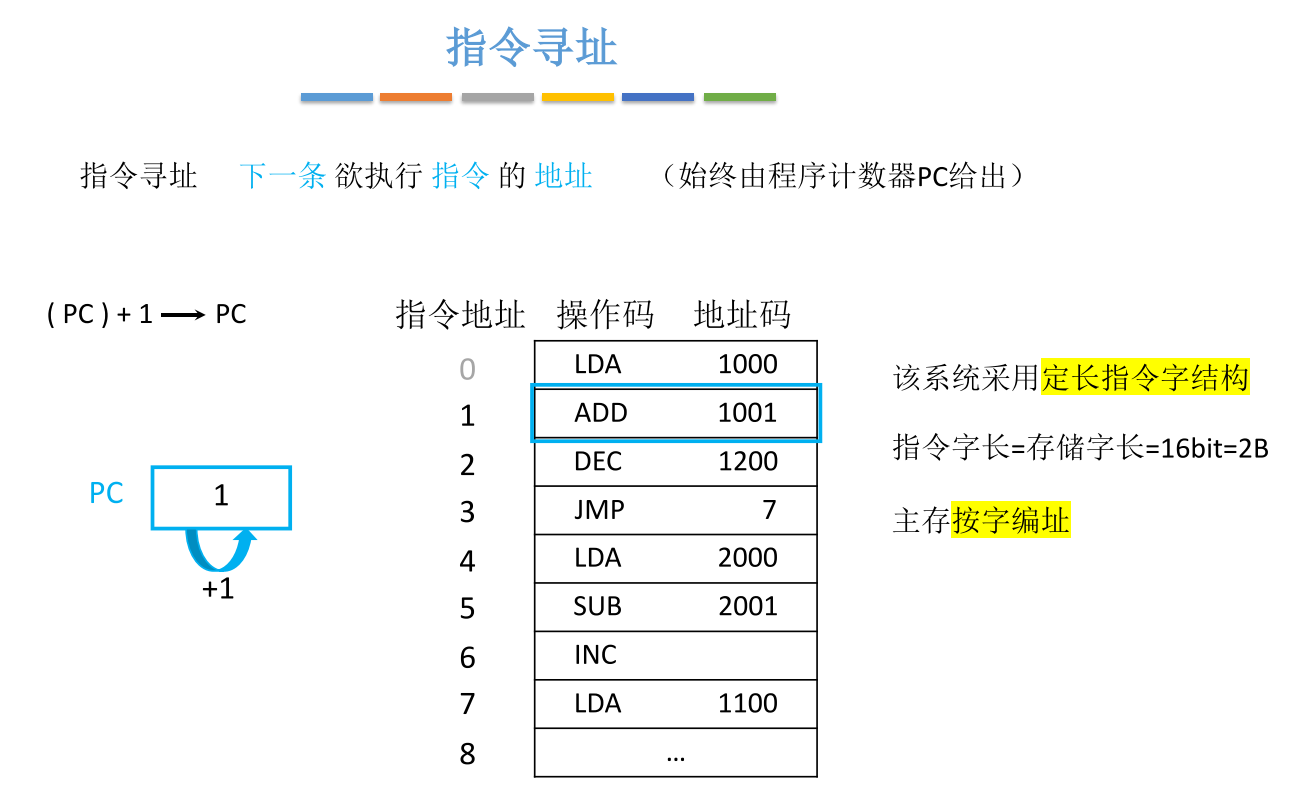 指令寻址
指令寻址 下一条 欲执行 指令 的 地址 （始终由程序计数器PC给出）
( PC ) + 1 → PC
指令地址 操作码 地址码
0 LDA 1000
1 ADD 1001
2 DEC 1200
3 JMP 7
4 LDA 2000
5 SUB 2001
6 INC
7 LDA 1100
8 ...
PC 1
+1
该系统采用定长指令字结构
指令字长=存储字长=16bit=2B
主存按字编址